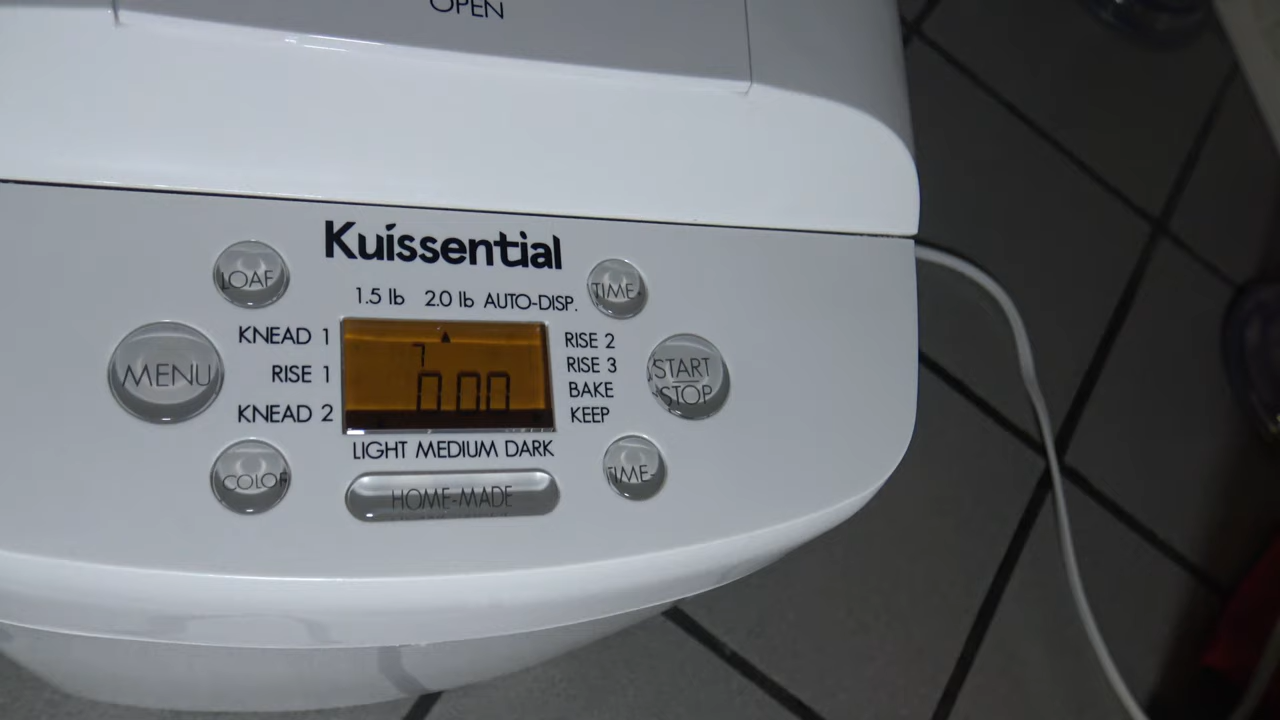 OPEN
Kuissential
LOAF
1.5 lb 2.0 lb AUTO-DISP.
TIME+
KNEAD 1
RISE 1
KNEAD 2
MENU
7
0:00
RISE 2
RISE 3
BAKE
KEEP
START
STOP
LIGHT MEDIUM DARK
COLOR
HOME-MADE
TIME-